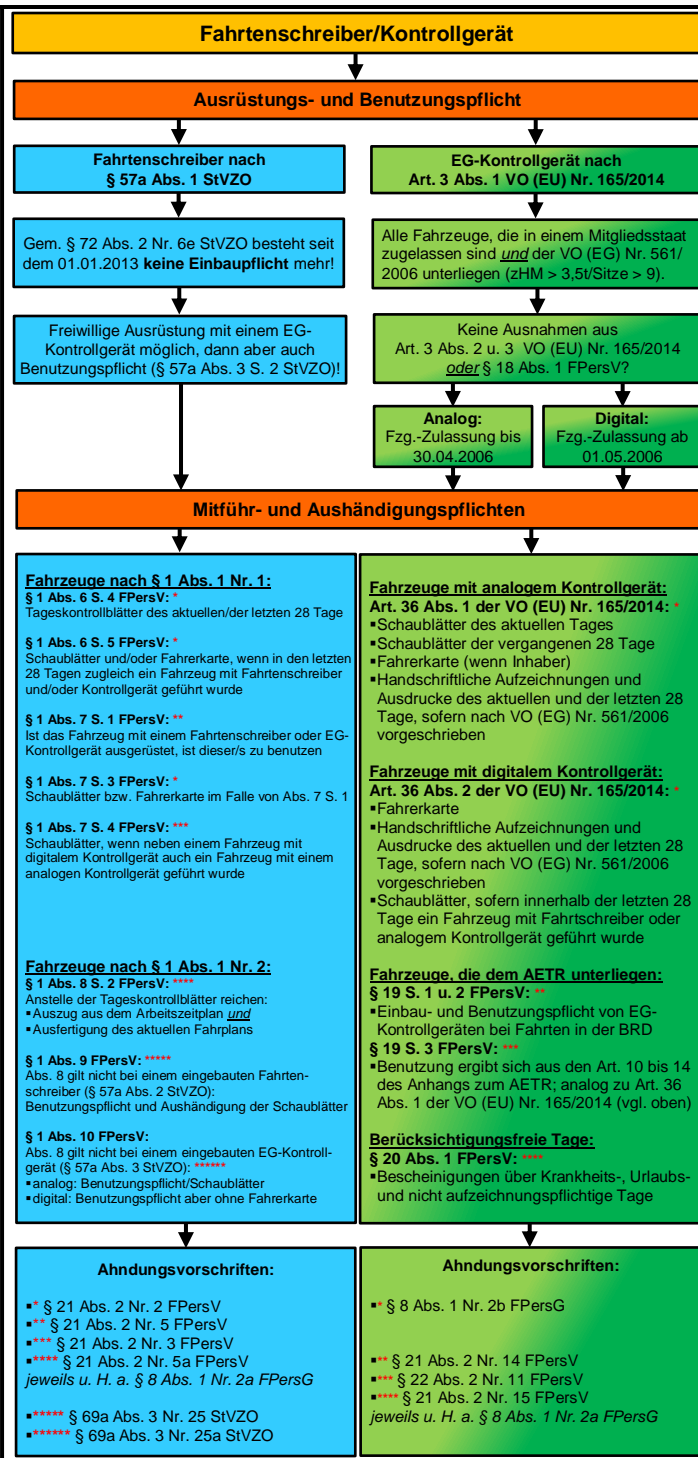 Fahrtenschreiber/Kontrollgerät
Ausrüstungs- und Benutzungspflicht
Fahrtenschreiber nach
§ 57a Abs. 1 StVZO
Gem. § 72 Abs. 2 Nr. 6e StVZO besteht seit
dem 01.01.2013 keine Einbaupflicht mehr!
Freiwillige Ausrüstung mit einem EG-
Kontrollgerät möglich, dann aber auch
Benutzungspflicht (§ 57a Abs. 3 S. 2 StVZO)!
EG-Kontrollgerät nach
Art. 3 Abs. 1 VO (EU) Nr. 165/2014
Alle Fahrzeuge, die in einem Mitgliedsstaat
zugelassen sind und der VO (EG) Nr. 561/
2006 unterliegen (zHM > 3,5t/Sitze > 9).
Keine Ausnahmen aus
Art. 3 Abs. 2 u. 3 VO (EU) Nr. 165/2014
oder § 18 Abs. 1 FPersV?
Analog:
Fzg.-Zulassung bis
30.04.2006
Digital:
Fzg.-Zulassung ab
01.05.2006
Mitführ- und Aushändigungspflichten
Fahrzeuge nach § 1 Abs. 1 Nr. 1:
§ 1 Abs. 6 S. 4 FPersV: *
Tageskontrollblätter des aktuellen/der letzten 28 Tage
§ 1 Abs. 6 S. 5 FPersV: *
Schaublätter und/oder Fahrerkarte, wenn in den letzten
28 Tagen zugleich ein Fahrzeug mit Fahrtenschreiber
und/oder Kontrollgerät geführt wurde
§ 1 Abs. 7 S. 1 FPersV: **
Ist das Fahrzeug mit einem Fahrtenschreiber oder EG-
Kontrollgerät ausgerüstet, ist dieser/s zu benutzen
§ 1 Abs. 7 S. 3 FPersV: *
Schaublätter bzw. Fahrerkarte im Falle von Abs. 7 S. 1
§ 1 Abs. 7 S. 4 FPersV: ***
Schaublätter, wenn neben einem Fahrzeug mit
digitalem Kontrollgerät auch ein Fahrzeug mit einem
analogen Kontrollgerät geführt wurde
Fahrzeuge nach § 1 Abs. 1 Nr. 2:
§ 1 Abs. 8 S. 2 FPersV: ****
Anstelle der Tageskontrollblätter reichen:
▪Auszug aus dem Arbeitszeitplan und
▪Ausfertigung des aktuellen Fahrplans
§ 1 Abs. 9 FPersV: *****
Abs. 8 gilt nicht bei einem eingebauten Fahrten-
schreiber (§ 57a Abs. 2 StVZO):
Benutzungspflicht und Aushändigung der Schaublätter
§ 1 Abs. 10 FPersV:
Abs. 8 gilt nicht bei einem eingebauten EG-Kontroll-
gerät (§ 57a Abs. 3 StVZO): ******
▪analog: Benutzungspflicht/Schaublätter
▪digital: Benutzungspflicht aber ohne Fahrerkarte
Fahrzeuge mit analogem Kontrollgerät:
Art. 36 Abs. 1 der VO (EU) Nr. 165/2014: *
▪Schaublätter des aktuellen Tages
▪Schaublätter der vergangenen 28 Tage
▪Fahrerkarte (wenn Inhaber)
▪Handschriftliche Aufzeichnungen und
Ausdrucke des aktuellen und der letzten 28
Tage, sofern nach VO (EG) Nr. 561/2006
vorgeschrieben
Fahrzeuge mit digitalem Kontrollgerät:
Art. 36 Abs. 2 der VO (EU) Nr. 165/2014: *
▪Fahrerkarte
▪Handschriftliche Aufzeichnungen und
Ausdrucke des aktuellen und der letzten 28
Tage, sofern nach VO (EG) Nr. 561/2006
vorgeschrieben
▪Schaublätter, sofern innerhalb der letzten 28
Tage ein Fahrzeug mit Fahrtschreiber oder
analogem Kontrollgerät geführt wurde
Fahrzeuge, die dem AETR unterliegen:
§ 19 S. 1 u. 2 FPersV: **
▪Einbau- und Benutzungspflicht von EG-
Kontrollgeräten bei Fahrten in der BRD
§ 19 S. 3 FPersV: ***
▪Benutzung ergibt sich aus den Art. 10 bis 14
des Anhangs zum AETR; analog zu Art. 36
Abs. 1 der VO (EU) Nr. 165/2014 (vgl. oben)
Berücksichtigungsfreie Tage:
§ 20 Abs. 1 FPersV: ****
▪Bescheinigungen über Krankheits-, Urlaubs-
und nicht aufzeichnungspflichtige Tage
Ahndungsvorschriften:
▪* § 21 Abs. 2 Nr. 2 FPersV
▪** § 21 Abs. 2 Nr. 5 FPersV
▪*** § 21 Abs. 2 Nr. 3 FPersV
▪**** § 21 Abs. 2 Nr. 5a FPersV
jeweils u. H. a. § 8 Abs. 1 Nr. 2a FPersG
▪***** § 69a Abs. 3 Nr. 25 StVZO
▪****** § 69a Abs. 3 Nr. 25a StVZO
Ahndungsvorschriften:
▪* § 8 Abs. 1 Nr. 2b FPersG
▪** § 21 Abs. 2 Nr. 14 FPersV
▪*** § 22 Abs. 2 Nr. 11 FPersV
▪**** § 21 Abs. 2 Nr. 15 FPersV
jeweils u. H. a. § 8 Abs. 1 Nr. 2a FPersG